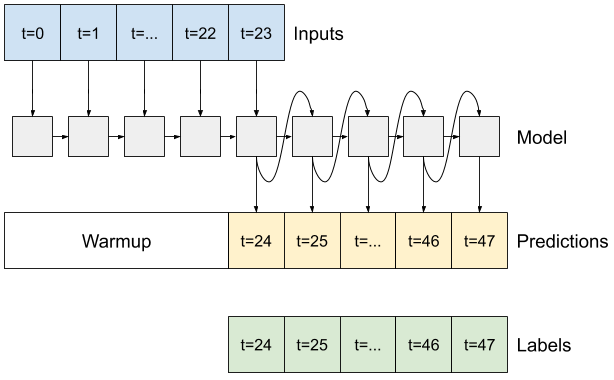 t=0 t=1 t=... t=22 t=23 Inputs
Model
Warmup t=24 t=25 t=... t=46 t=47 Predictions
t=24 t=25 t=... t=46 t=47 Labels